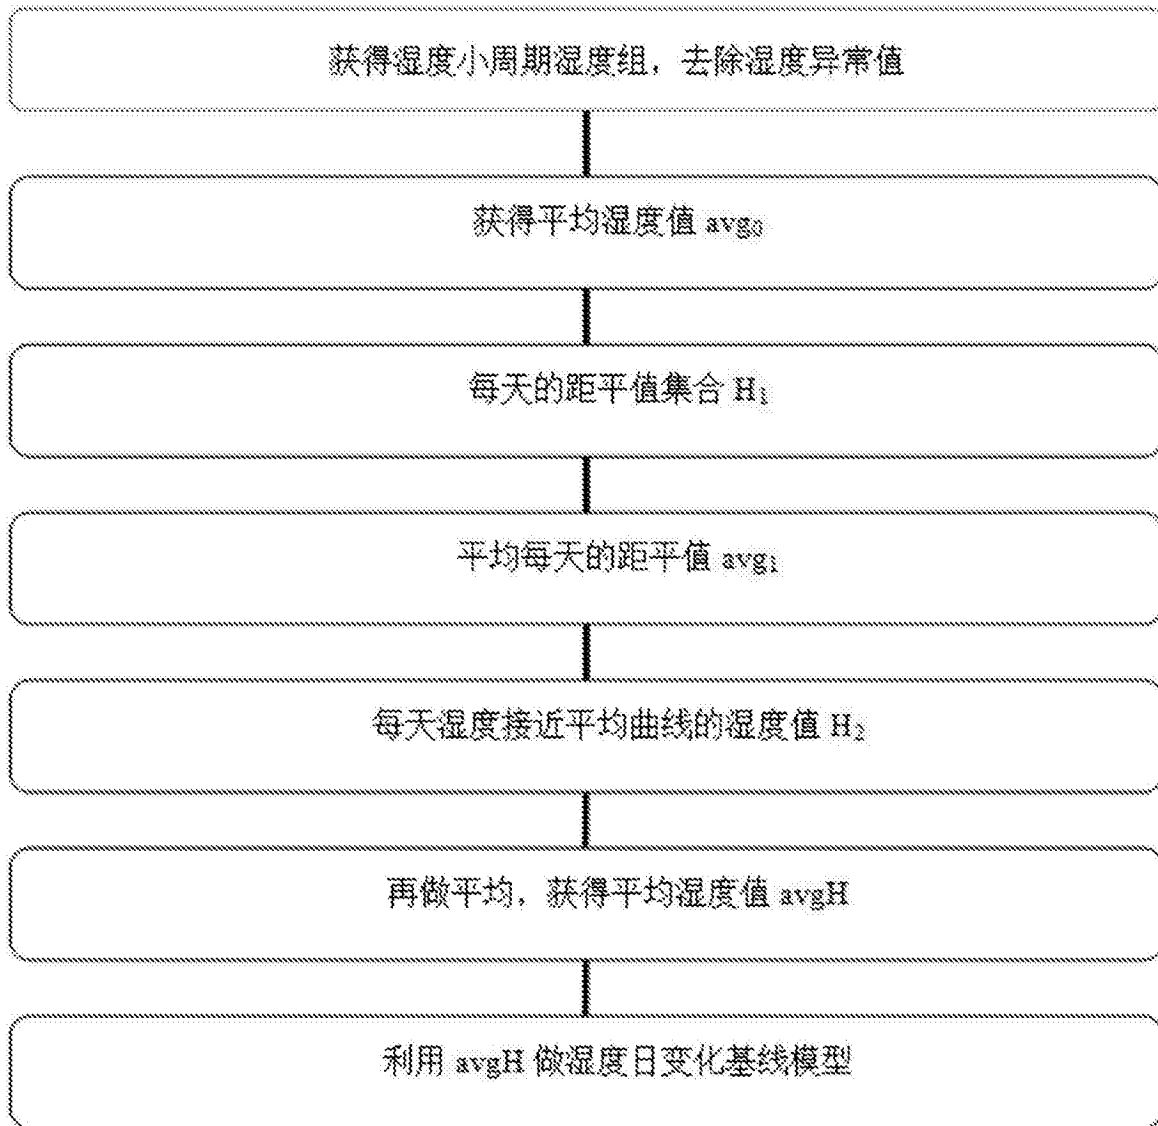 获得湿度小周期湿度组，去除湿度异常值
获得平均湿度值 avg₀
每天的距平值集合 H₁
平均每天的距平值 avg₁
每天湿度接近平均曲线的湿度值 H₂
再做平均，获得平均湿度值 avgH
利用 avgH 做湿度日变化基线模型